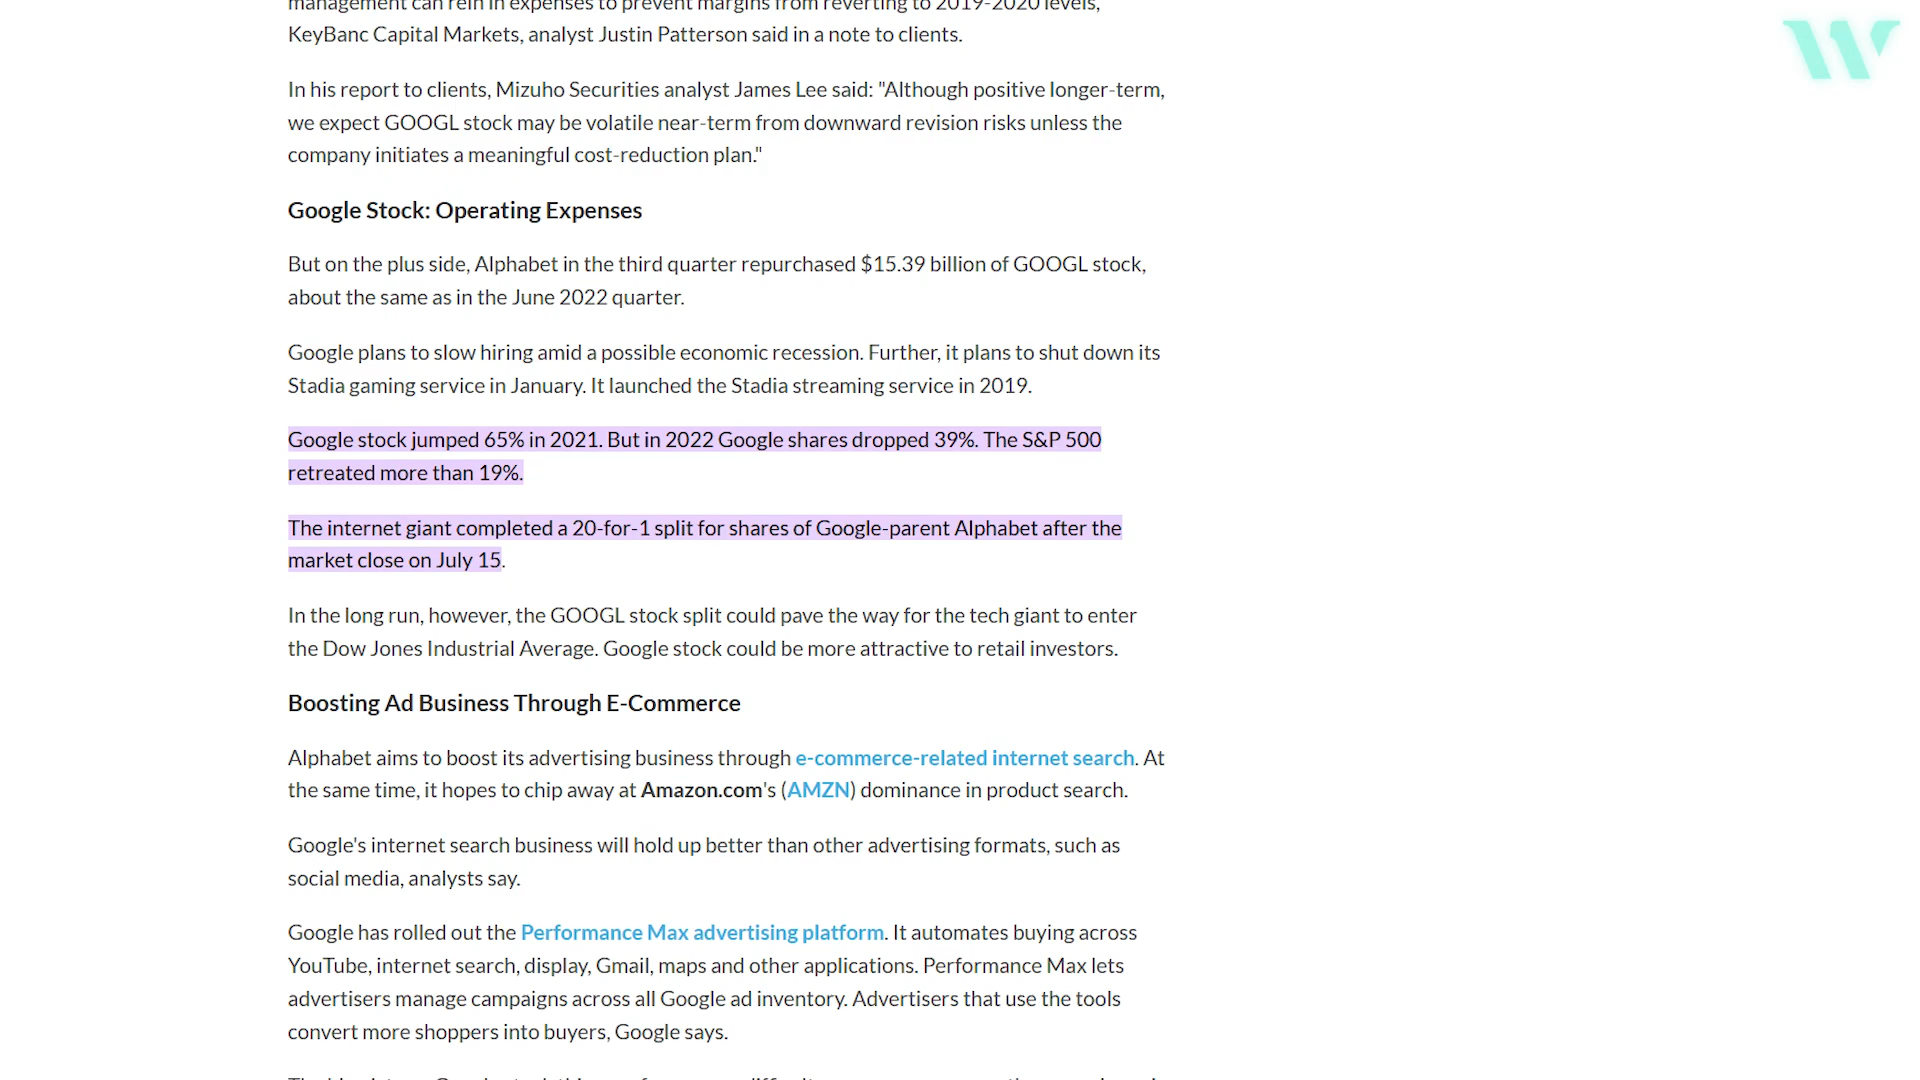 management can rein in expenses to prevent margins from reverting to 2019-2020 levels,
KeyBanc Capital Markets, analyst Justin Patterson said in a note to clients.
In his report to clients, Mizuho Securities analyst James Lee said: "Although positive longer-term,
we expect GOOGL stock may be volatile near-term from downward revision risks unless the
company initiates a meaningful cost-reduction plan."
Google Stock: Operating Expenses
But on the plus side, Alphabet in the third quarter repurchased $15.39 billion of GOOGL stock,
about the same as in the June 2022 quarter.
Google plans to slow hiring amid a possible economic recession. Further, it plans to shut down its
Stadia gaming service in January. It launched the Stadia streaming service in 2019.
Google stock jumped 65% in 2021. But in 2022 Google shares dropped 39%. The S&P 500
retreated more than 19%.
The internet giant completed a 20-for-1 split for shares of Google-parent Alphabet after the
market close on July 15.
In the long run, however, the GOOGL stock split could pave the way for the tech giant to enter
the Dow Jones Industrial Average. Google stock could be more attractive to retail investors.
Boosting Ad Business Through E-Commerce
Alphabet aims to boost its advertising business through e-commerce-related internet search. At
the same time, it hopes to chip away at Amazon.com's (AMZN) dominance in product search.
Google's internet search business will hold up better than other advertising formats, such as
social media, analysts say.
Google has rolled out the Performance Max advertising platform. It automates buying across
YouTube, internet search, display, Gmail, maps and other applications. Performance Max lets
advertisers manage campaigns across all Google ad inventory. Advertisers that use the tools
convert more shoppers into buyers, Google says.